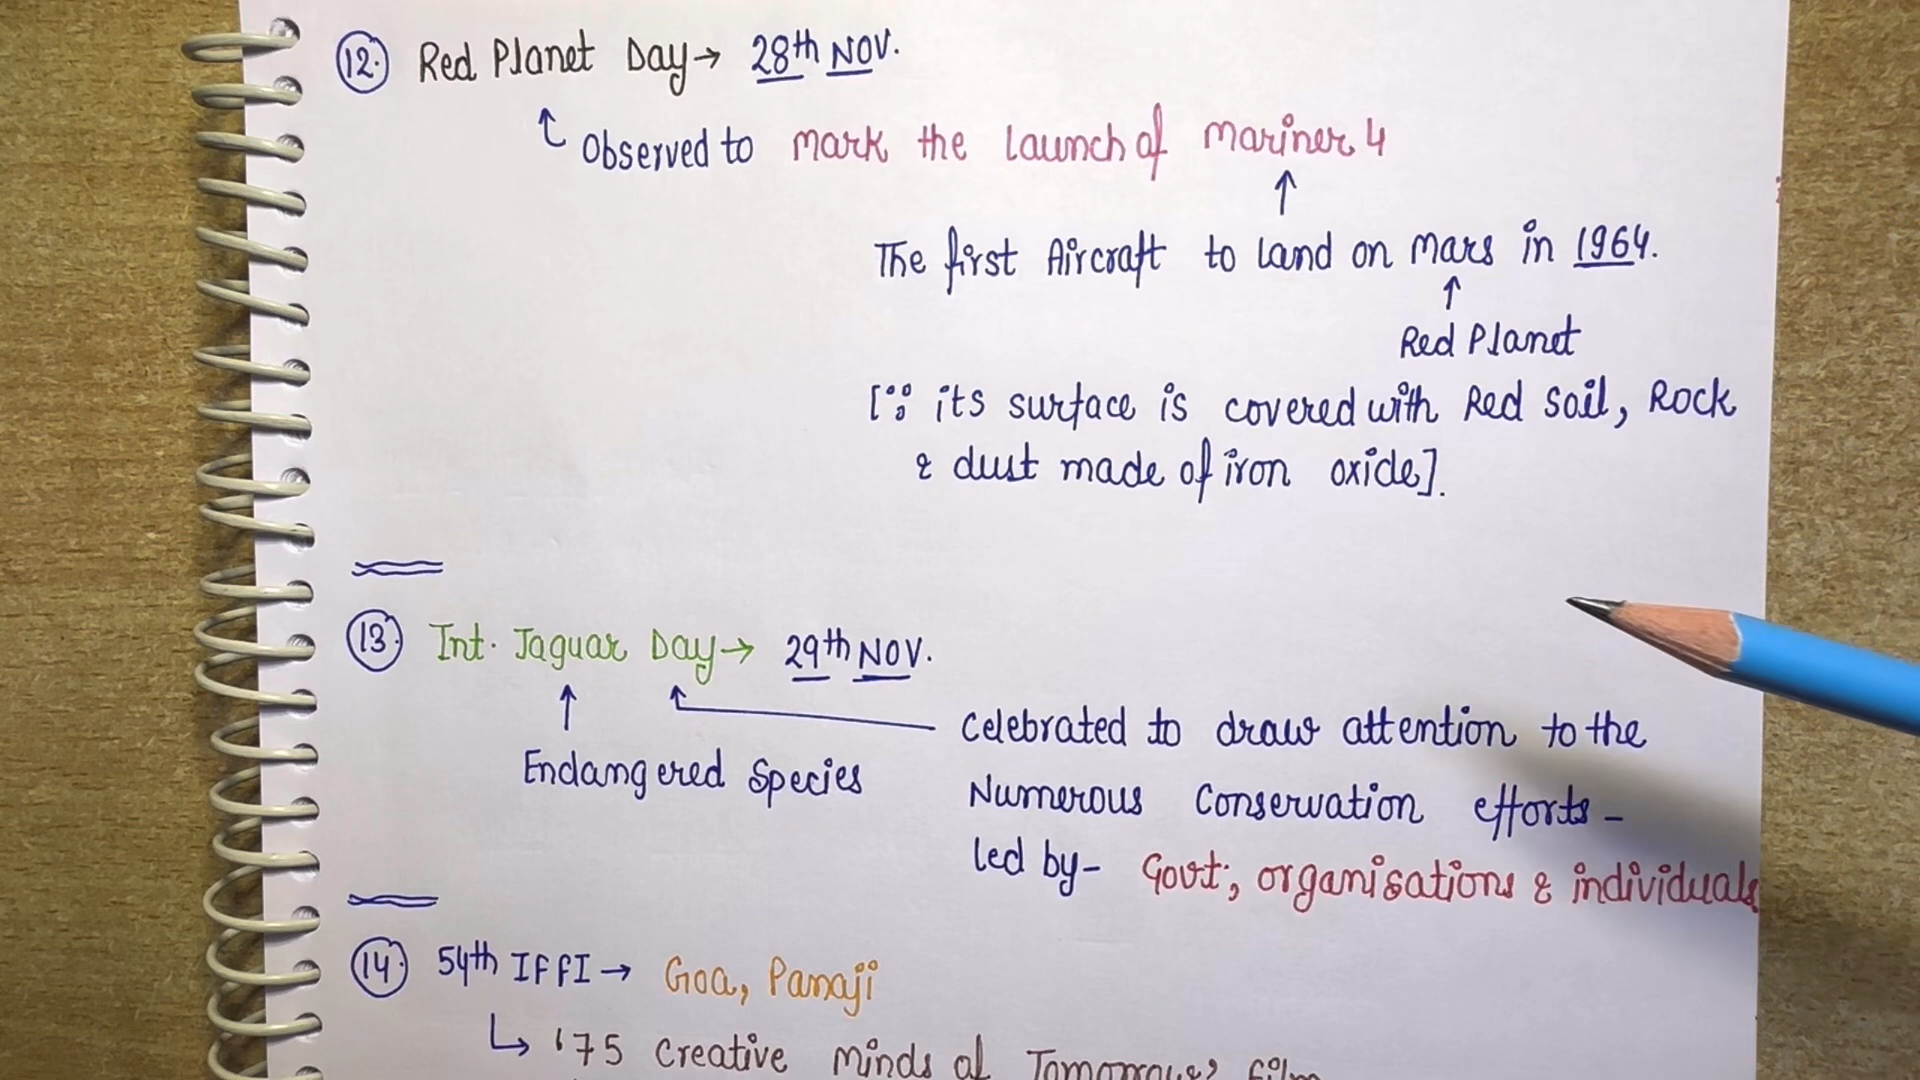 12. Red Planet Day → 28th NOV.
Observed to mark the launch of Mariner 4
The first Aircraft to land on Mars in 1964.
Red Planet
[∵ its surface is covered with Red Soil, Rock
& dust made of iron oxide].
13. Int. Jaguar Day → 29th NOV.
Endangered Species
Celebrated to draw attention to the
Numerous Conservation efforts -
led by - Govt., organisations & individuals.
14. 54th IFFI → Goa, Panaji
↳ '75 Creative Minds of Tomorrow' film